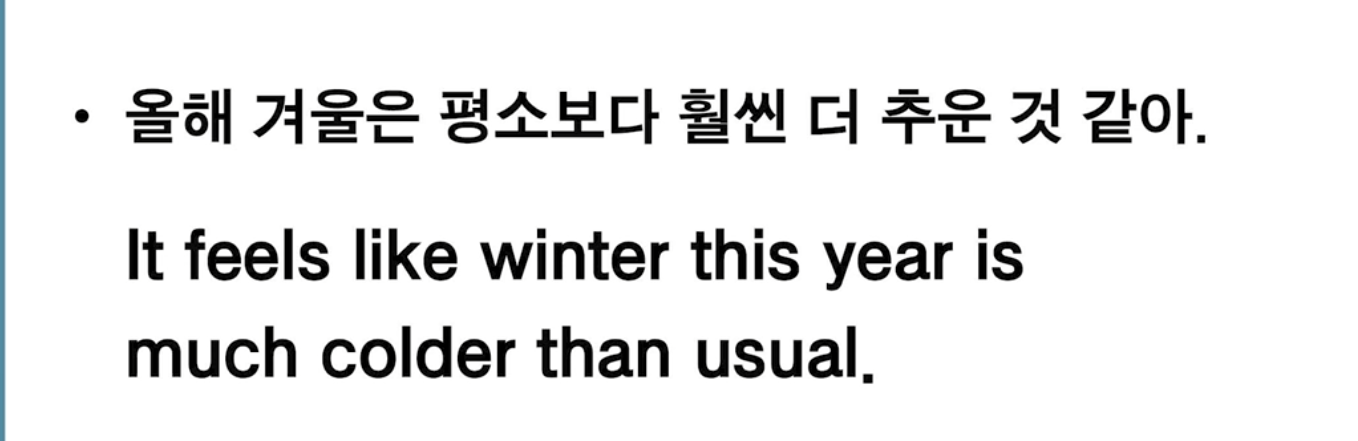 • 올해 겨울은 평소보다 훨씬 더 추운 것 같아.
It feels like winter this year is
much colder than usual.